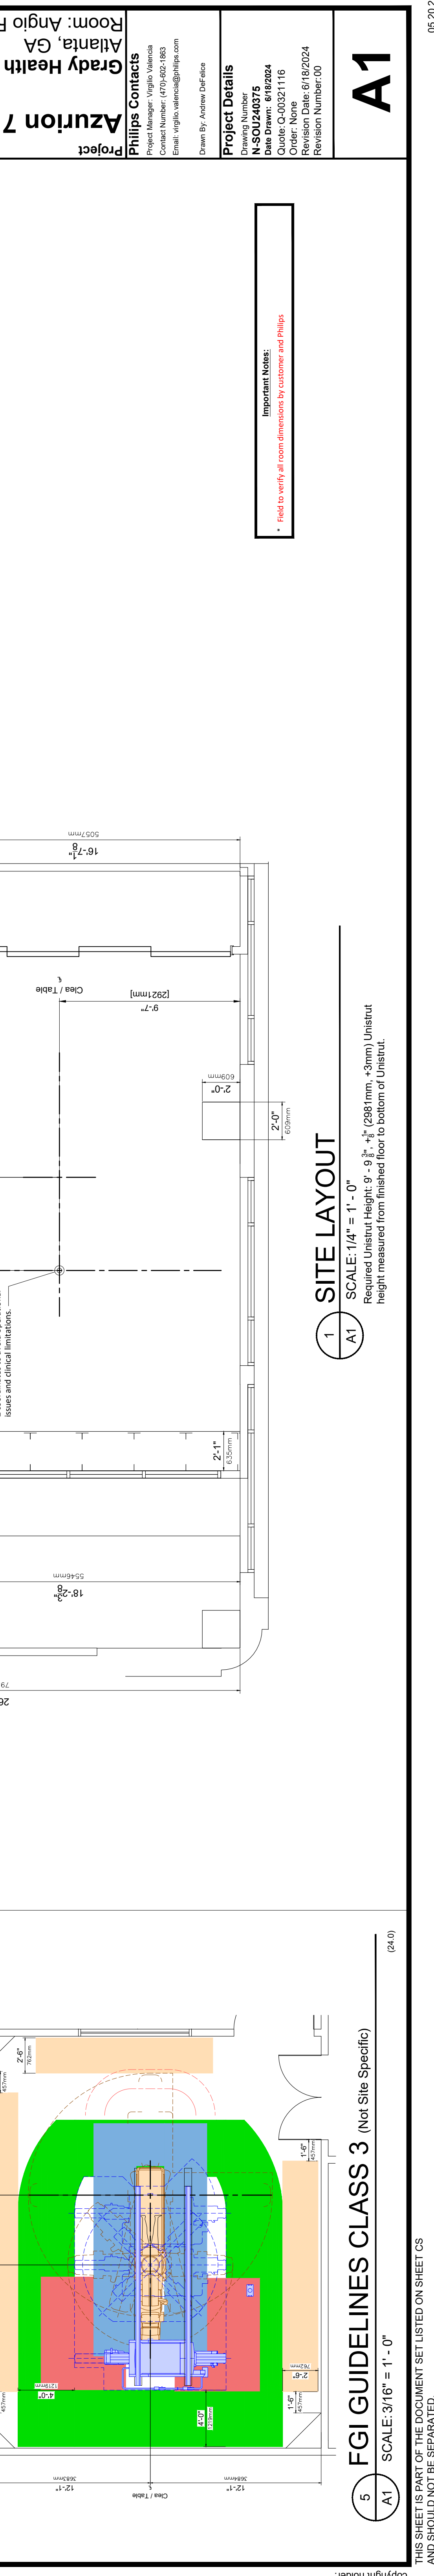 05.20.2
Project
Azurion 7
Grady Health
Atlanta, GA
Room: Angio
Philips Contacts
Project Manager: Virgilio Valencia
Contact Number: (470)-602-1863
Email: virgilio.valencia@philips.com
Drawn By: Andrew DeFelice
Project Details
Drawing Number
N-SOU240375
Date Drawn: 6/18/2024
Quote: Q-00321116
Order: None
Revision Date: 6/18/2024
Revision Number:00
A1
Important Notes:
* Field to verify all room dimensions by customer and Philips
16'-7 1/8"
5057mm
℄
Clea / Table
9'-7"
[2921mm]
2'-0"
609mm
2'-0"
609mm
issues and clinical limitations.
2'-1"
635mm
18'-2 3/8"
5546mm
26
79
1
A1
SITE LAYOUT
SCALE: 1/4" = 1' - 0"
Required Unistrut Height: 9' - 9 3/8", +1/8" (2981mm, +3mm) Unistrut
height measured from finished floor to bottom of Unistrut.
2'-6"
762mm
457mm
1'-6"
457mm
4'-0"
1219mm
2'-6"
762mm
1'-6"
457mm
4'-0"
1219mm
457mm
12'-1"
3683mm
℄
Clea / Table
12'-1"
3684mm
5
A1
FGI GUIDELINES CLASS 3 (Not Site Specific)
SCALE: 3/16" = 1' - 0"
(24.0)
THIS SHEET IS PART OF THE DOCUMENT SET LISTED ON SHEET CS
AND SHOULD NOT BE SEPARATED.
copyright holder.